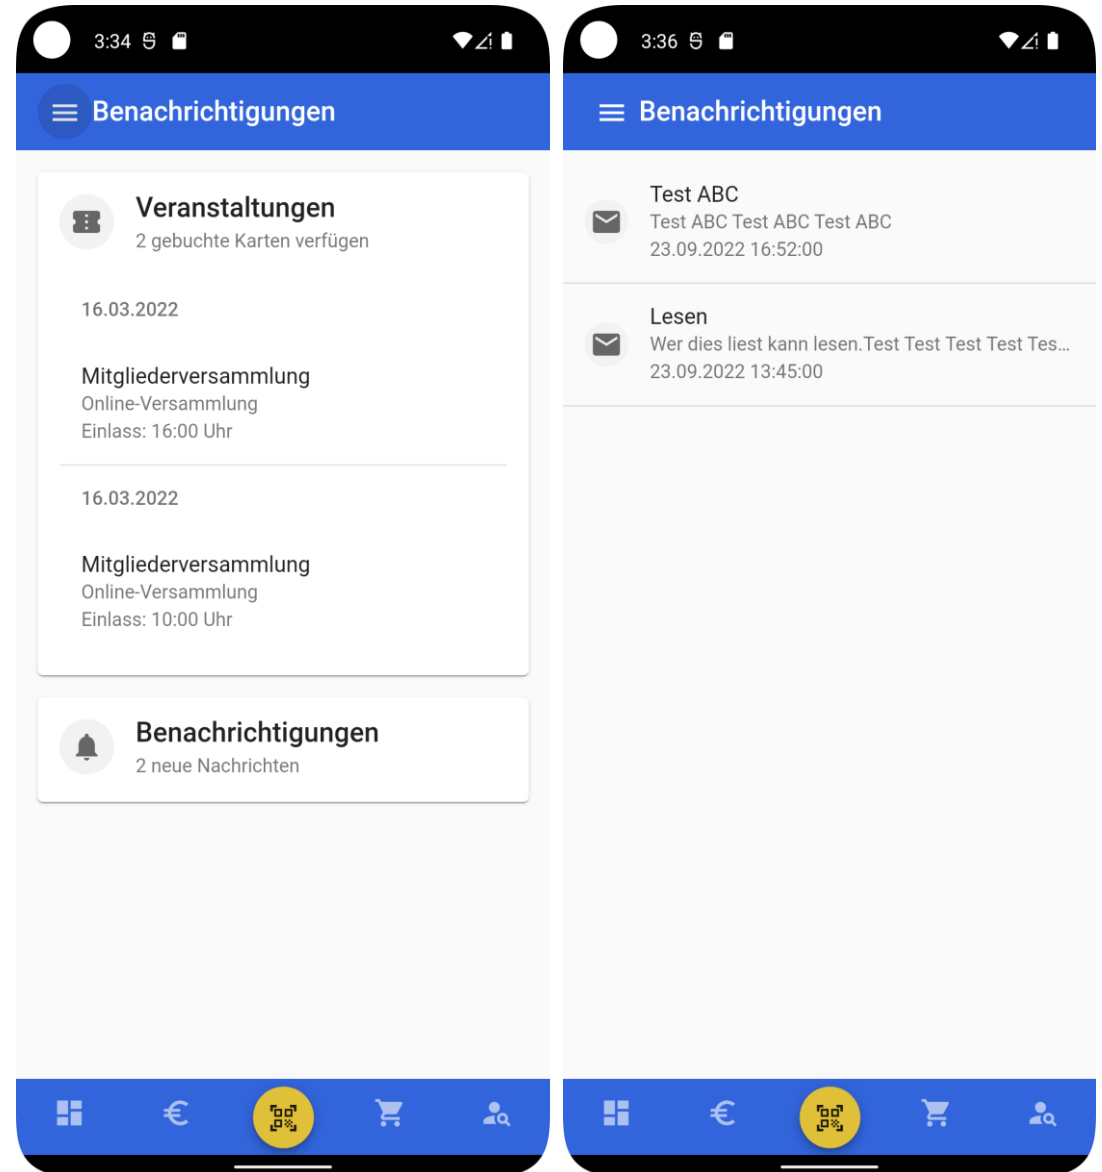 3:34
Benachrichtigungen
Veranstaltungen
2 gebuchte Karten verfügen
16.03.2022
Mitgliederversammlung
Online-Versammlung
Einlass: 16:00 Uhr
16.03.2022
Mitgliederversammlung
Online-Versammlung
Einlass: 10:00 Uhr
Benachrichtigungen
2 neue Nachrichten
€
3:36
Benachrichtigungen
Test ABC
Test ABC Test ABC Test ABC
23.09.2022 16:52:00
Lesen
Wer dies liest kann lesen.Test Test Test Test Tes...
23.09.2022 13:45:00
€